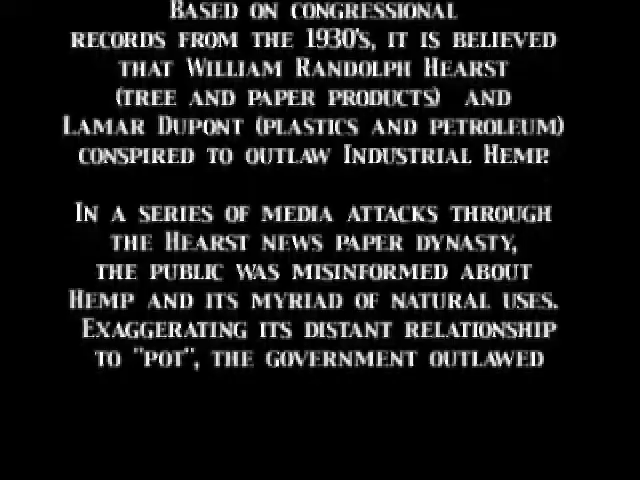 Based on congressional
records from the 1930's, it is believed
that William Randolph Hearst
(tree and paper products) and
Lamar Dupont (plastics and petroleum)
conspired to outlaw Industrial Hemp.
In a series of media attacks through
the Hearst news paper dynasty,
the public was misinformed about
Hemp and its myriad of natural uses.
Exaggerating its distant relationship
to "pot", the government outlawed